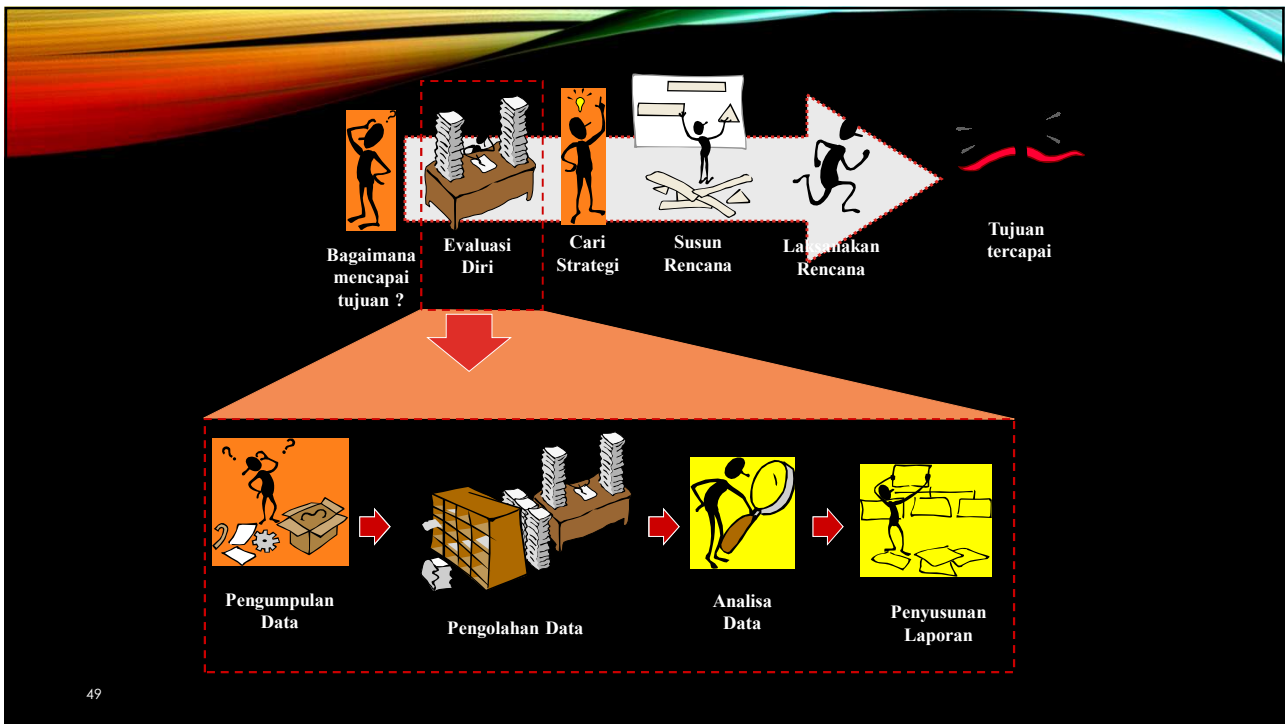 Bagaimana
mencapai
tujuan ?
Evaluasi
Diri
Cari
Strategi
Susun
Rencana
Laksanakan
Rencana
Tujuan
tercapai
Pengumpulan
Data
Pengolahan Data
Analisa
Data
Penyusunan
Laporan
49